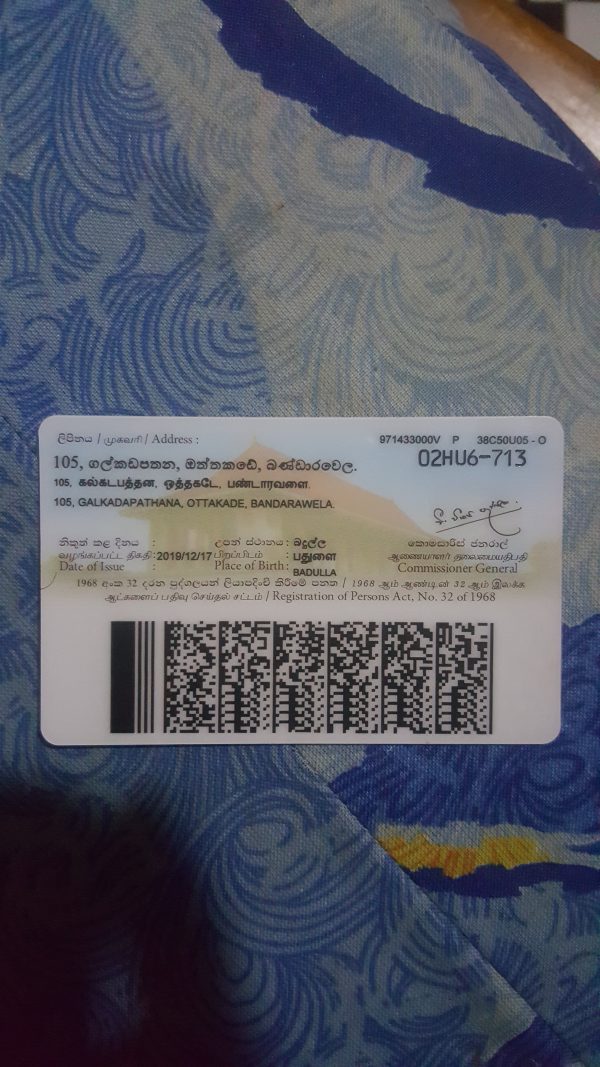 ලිපිනය / முகவரி / Address :
971433000V P 38C50U05 - O
02HU6-713
105, ගල්කඩපතන, ඔත්තකඩේ, බණ්ඩාරවෙල.
105, கல்கடபத்தன, ஒத்தகடே, பண்டாரவளை.
105, GALKADAPATHANA, OTTAKADE, BANDARAWELA.
නිකුත් කළ දිනය : උපන් ස්ථානය : බදුල්ල කොමසාරිස් ජනරාල්
வழங்கப்பட்ட திகதி : 2019/12/17 பிறப்பிடம் : பதுளை ஆணையாளர் தலைமையதிபதி
Date of Issue : Place of Birth : BADULLA Commissioner General
1968 අංක 32 දරන පුද්ගලයන් ලියාපදිංචි කිරීමේ පනත / 1968 ஆம் ஆண்டின் 32 ஆம் இலக்க
ஆட்களைப் பதிவு செய்தல் சட்டம் / Registration of Persons Act, No. 32 of 1968